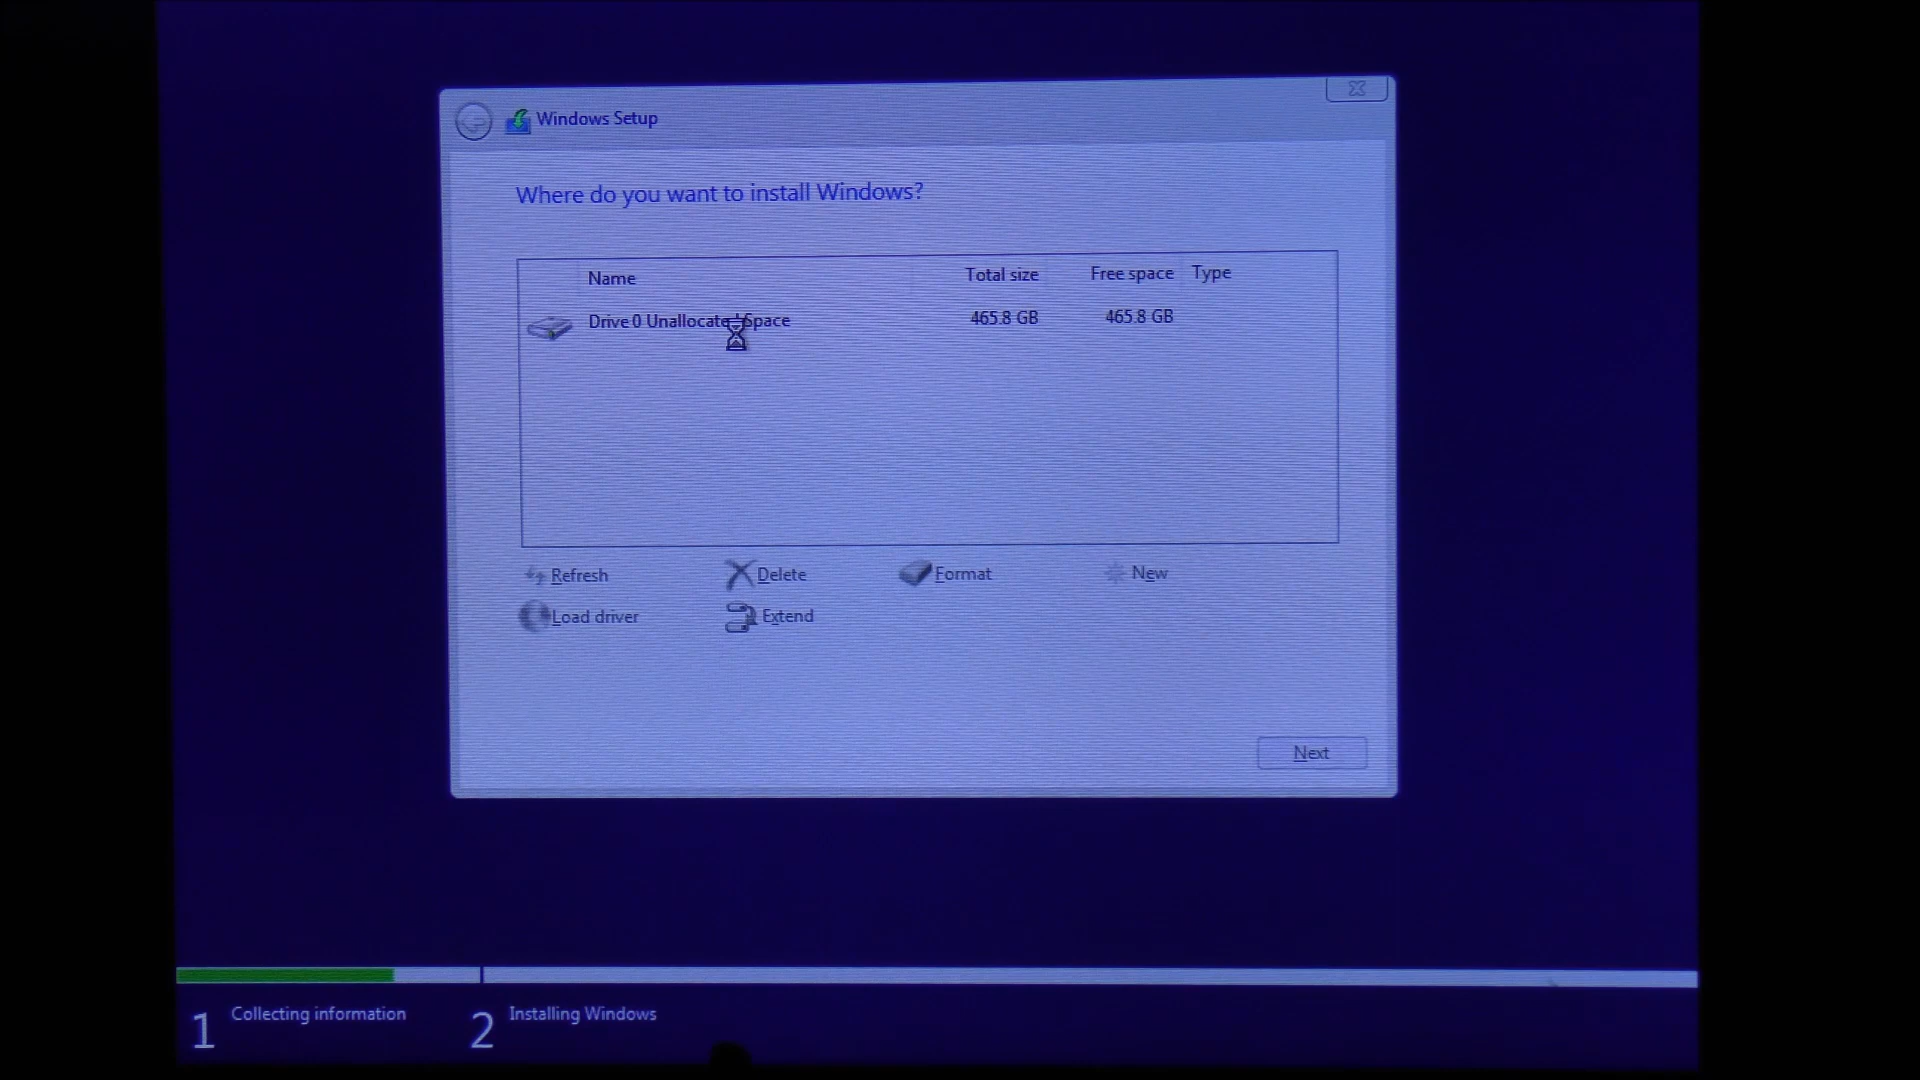 Windows Setup
Where do you want to install Windows?
Name Total size Free space Type
Drive 0 Unallocated Space 465.8 GB 465.8 GB
Refresh Delete Format New
Load driver Extend
Next
1 Collecting information 2 Installing Windows